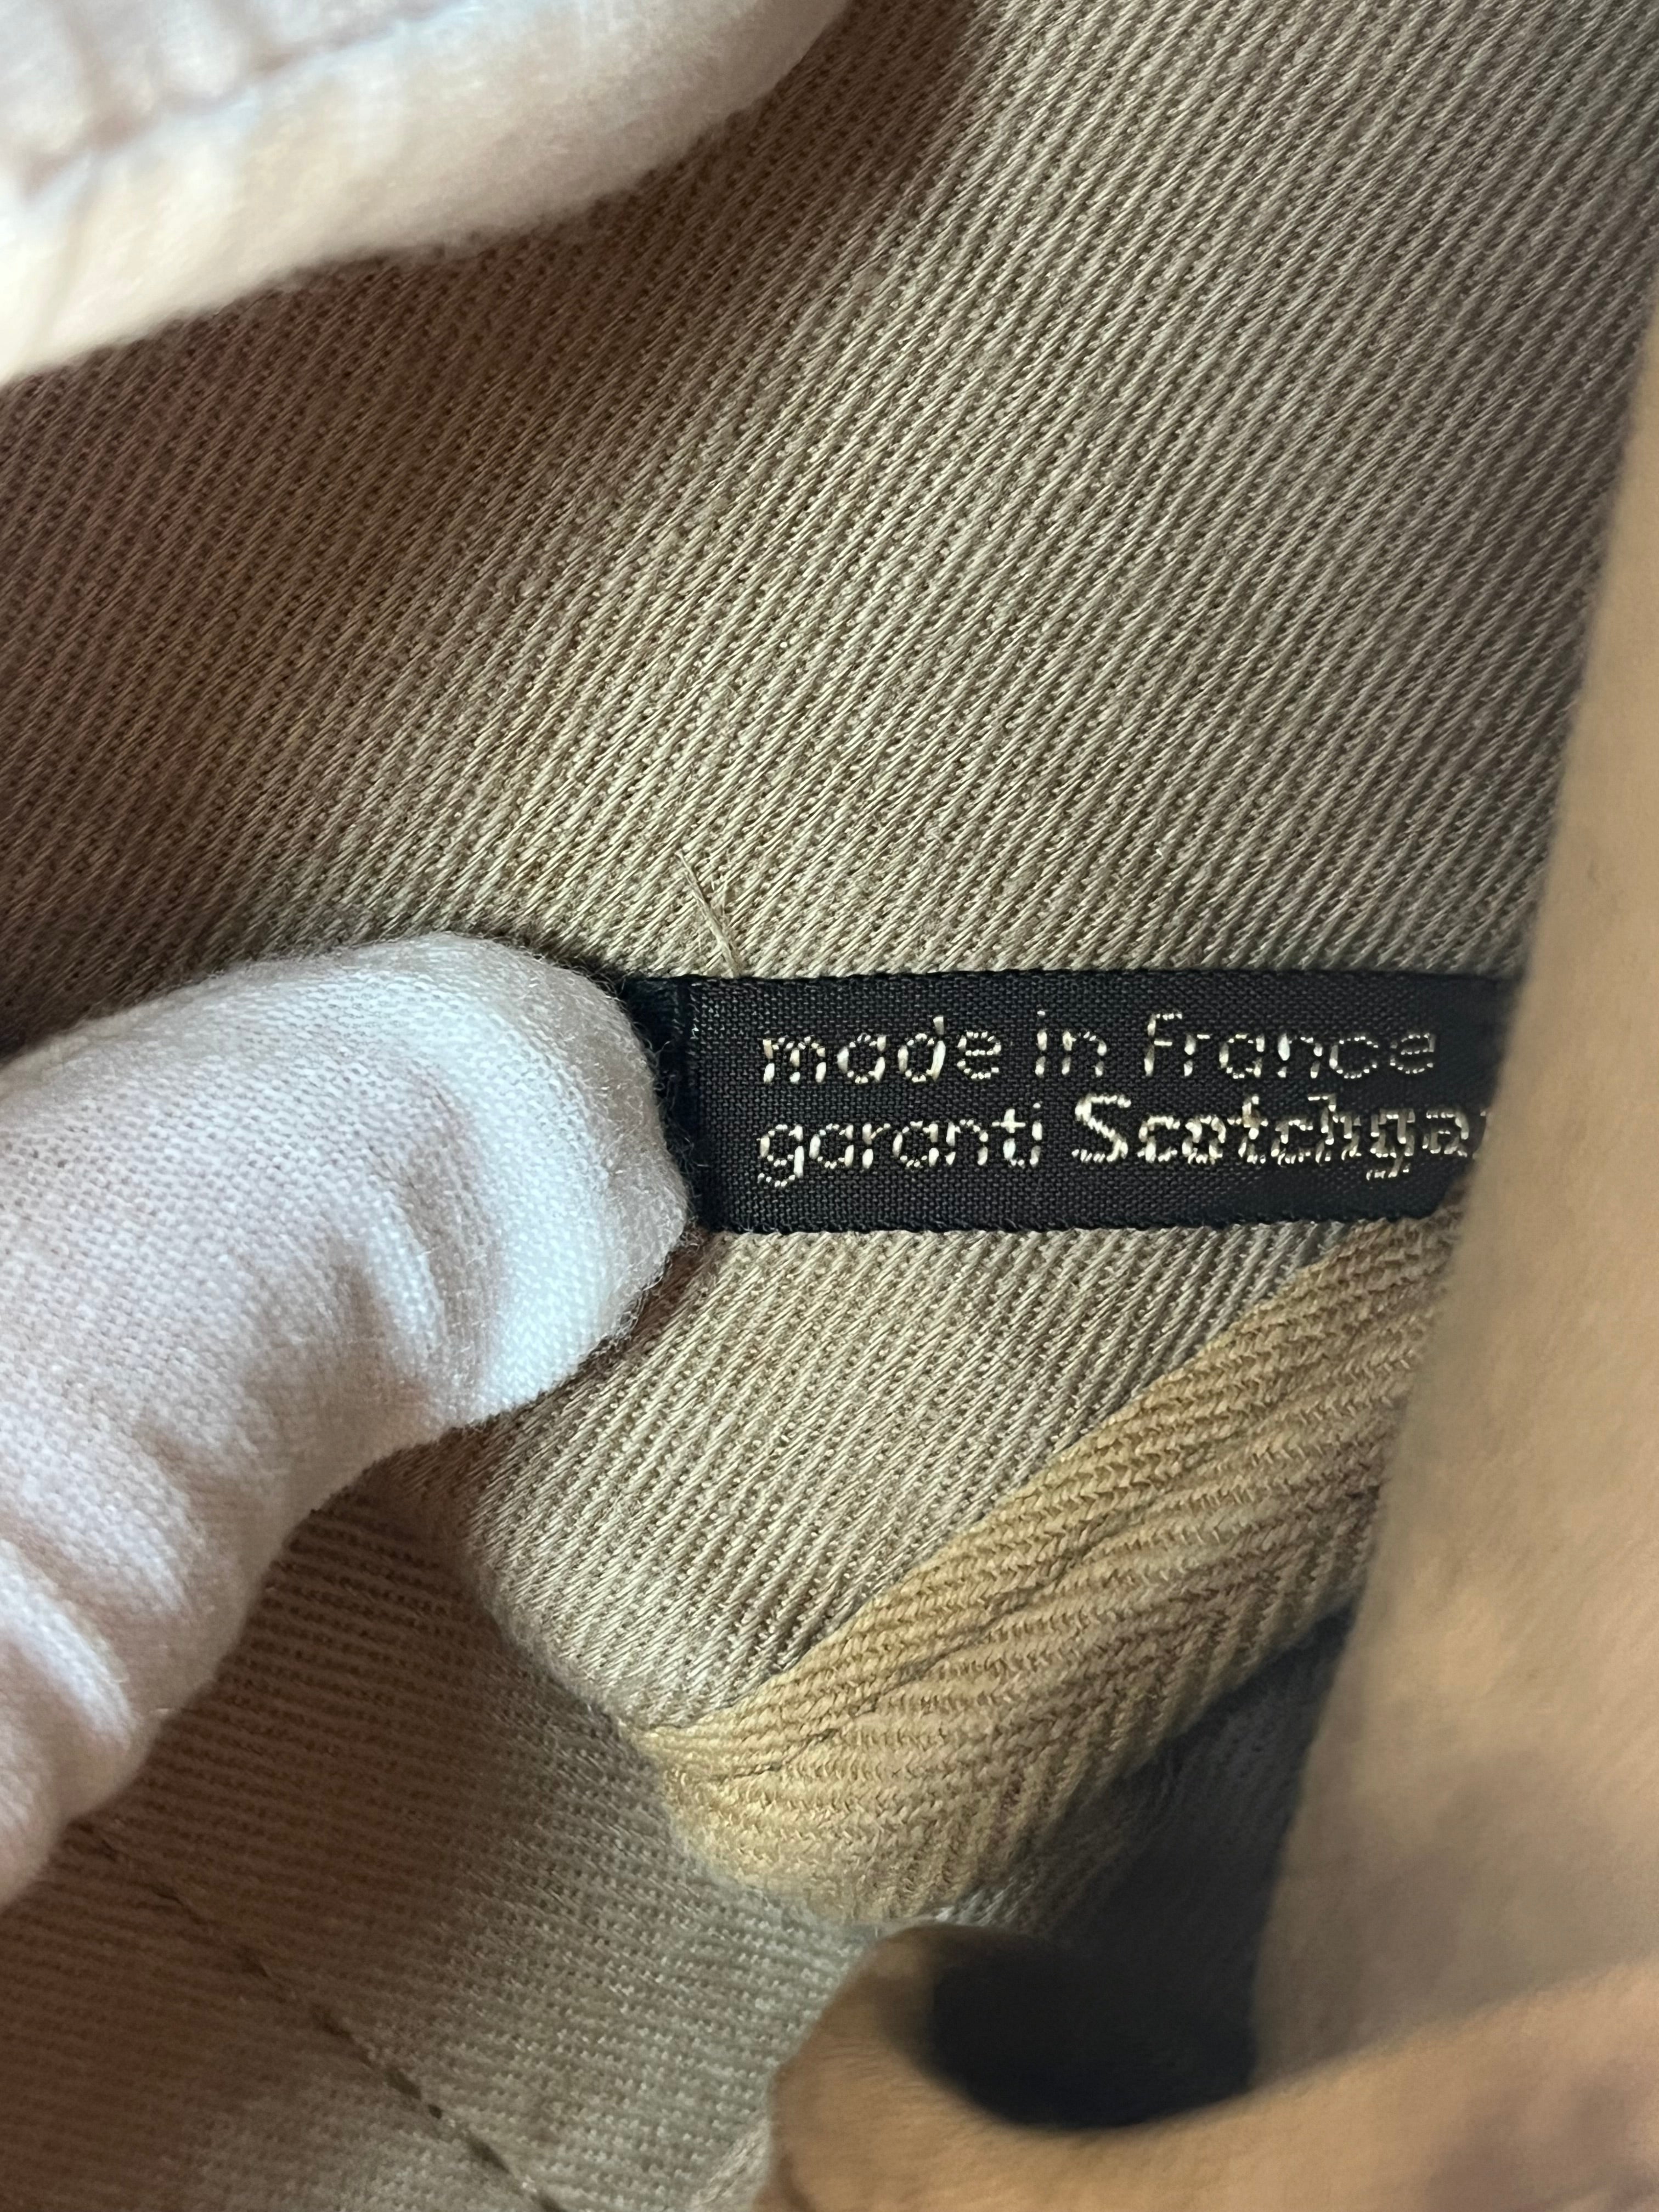 made in france
garanti Scotchga